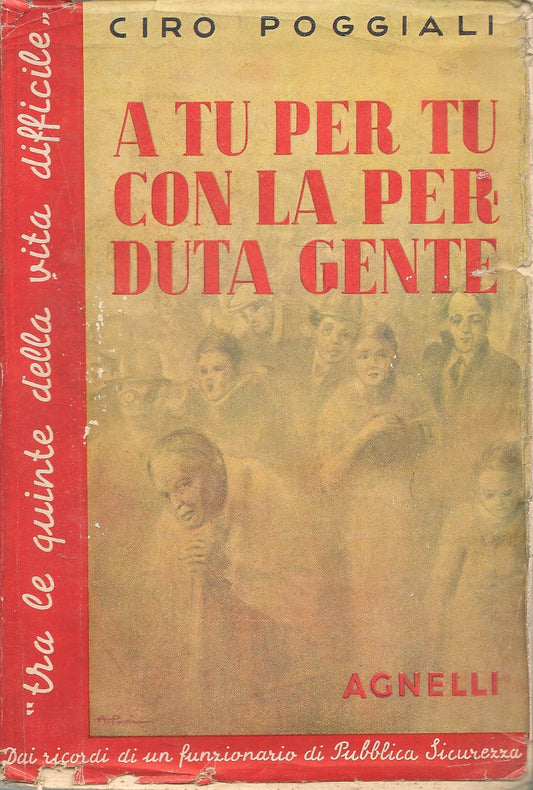 CIRO POGGIALI
A TU PER TU
CON LA PER-
DUTA GENTE
"tra le quinte della vita difficile"
AGNELLI
Dai ricordi di un funzionario di Pubblica Sicurezza